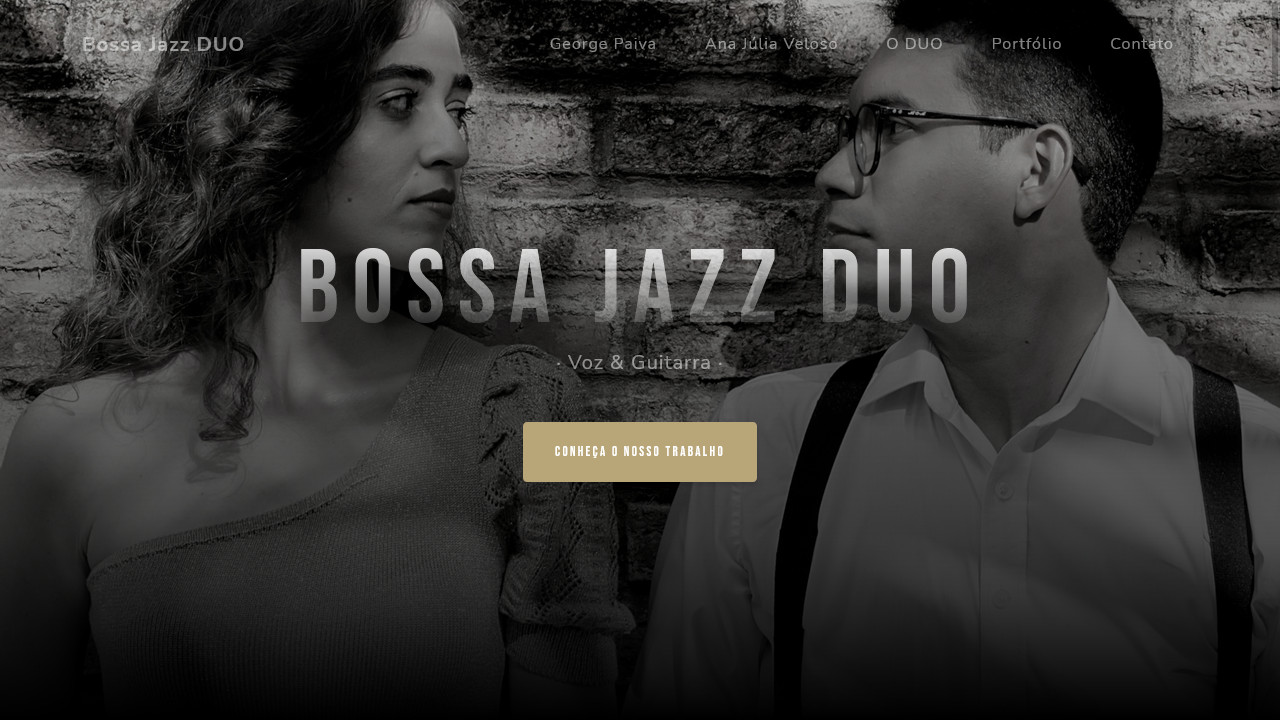 Bossa Jazz DUO
George Paiva
Ana Júlia Veloso
O DUO
Portfólio
Contato
BOSSA JAZZ DUO
· Voz & Guitarra ·
CONHEÇA O NOSSO TRABALHO